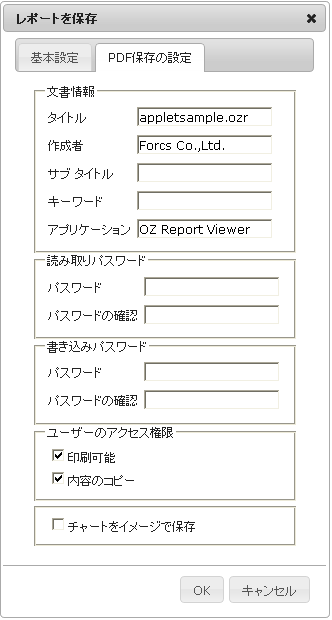 レポートを保存
基本設定
PDF保存の設定
文書情報
タイトル appletsample.ozr
作成者 Forcs Co.,Ltd.
サブ タイトル
キーワード
アプリケーション OZ Report Viewer
読み取りパスワード
パスワード
パスワードの確認
書き込みパスワード
パスワード
パスワードの確認
ユーザーのアクセス権限
印刷可能
内容のコピー
チャートをイメージで保存
OK キャンセル